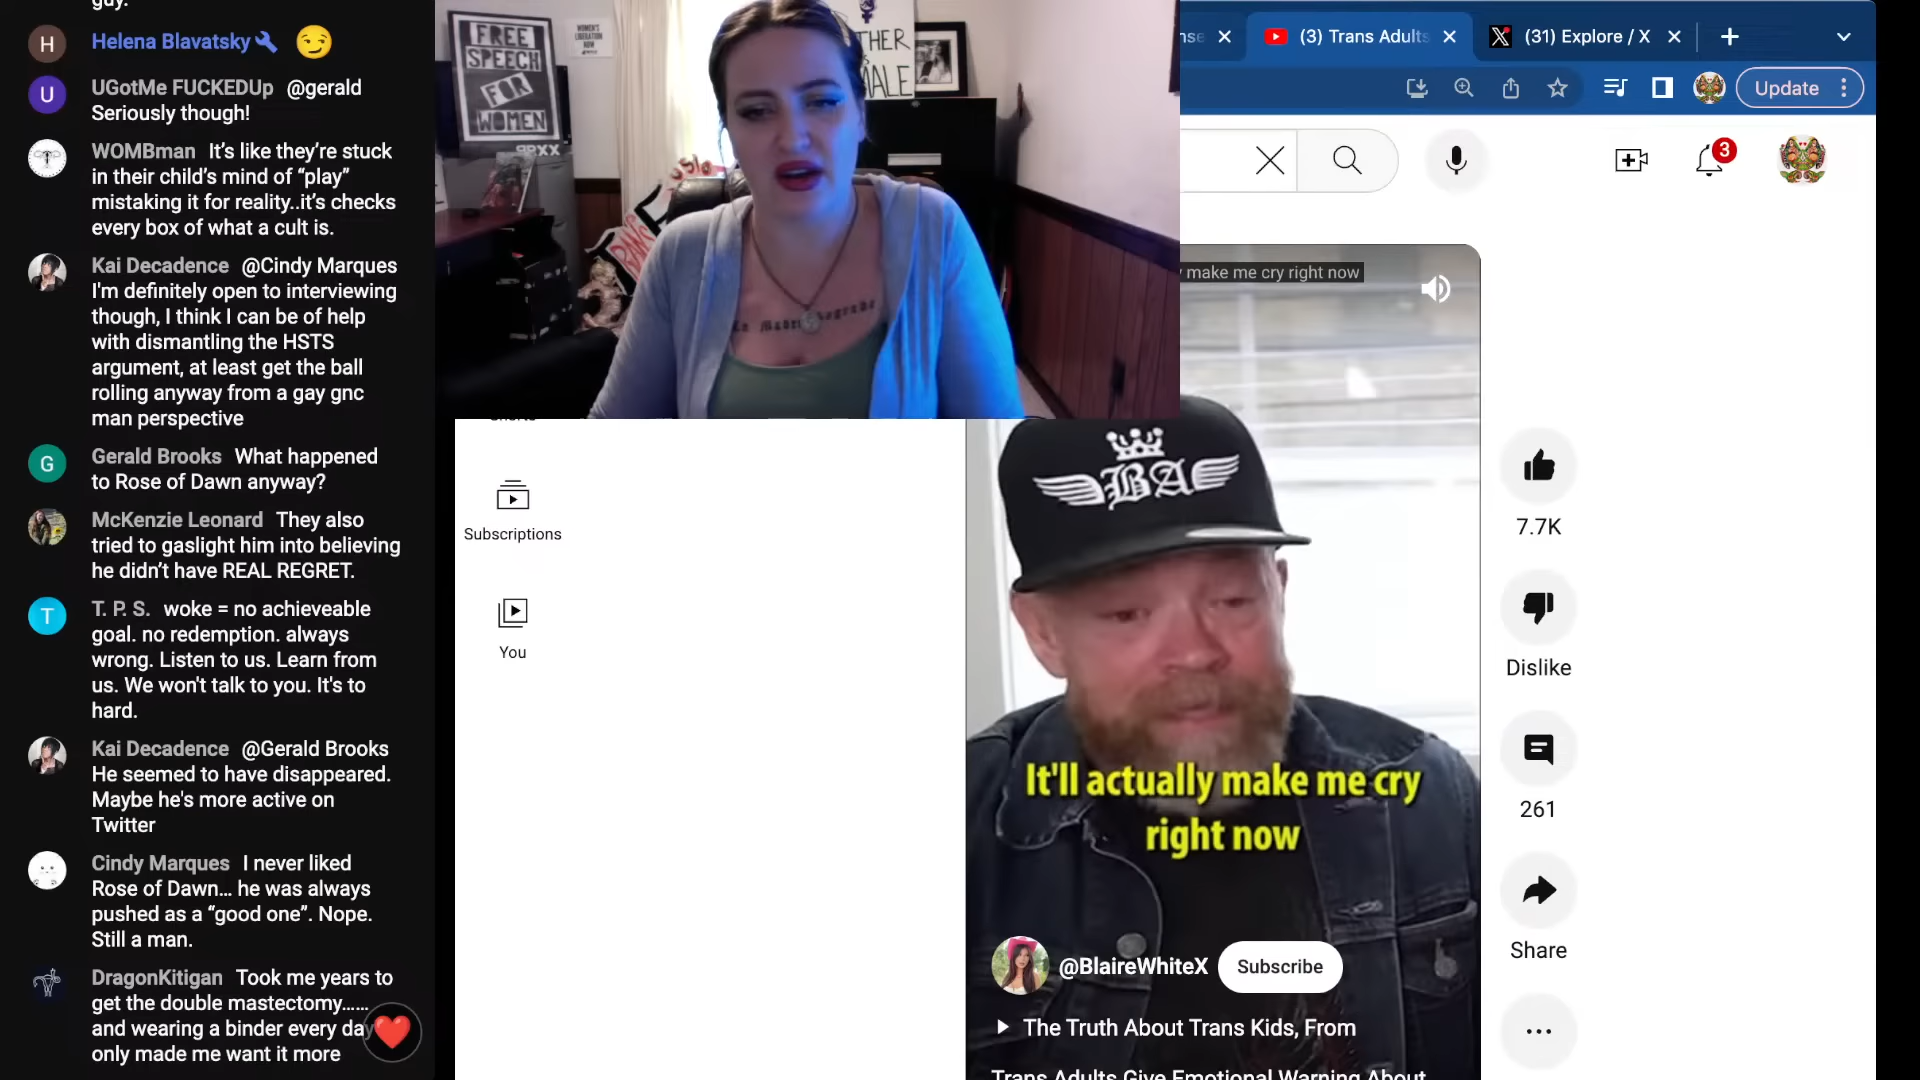 guy.
H
Helena Blavatsky
U
UGotMe FUCKEDUp @gerald
Seriously though!
WOMBman It’s like they’re stuck
in their child’s mind of “play”
mistaking it for reality..it’s checks
every box of what a cult is.
Kai Decadence @Cindy Marques
I'm definitely open to interviewing
though, I think I can be of help
with dismantling the HSTS
argument, at least get the ball
rolling anyway from a gay gnc
man perspective
G
Gerald Brooks What happened
to Rose of Dawn anyway?
McKenzie Leonard They also
tried to gaslight him into believing
he didn’t have REAL REGRET.
T
T. P. S. woke = no achieveable
goal. no redemption. always
wrong. Listen to us. Learn from
us. We won't talk to you. It's to
hard.
Kai Decadence @Gerald Brooks
He seemed to have disappeared.
Maybe he's more active on
Twitter
Cindy Marques I never liked
Rose of Dawn... he was always
pushed as a “good one”. Nope.
Still a man.
DragonKitigan Took me years to
get the double mastectomy......
and wearing a binder every day
only made me want it more
FREE
SPEECH
FOR
WOMEN
WOMEN'S
LIBERATION
NOW
THER
MALE
Subscriptions
You
nse
(3) Trans Adults
(31) Explore / X
Update
3
make me cry right now
BA
It'll actually make me cry
right now
@BlaireWhiteX
Subscribe
The Truth About Trans Kids, From
Trans Adults Give Emotional Warning About
7.7K
Dislike
261
Share